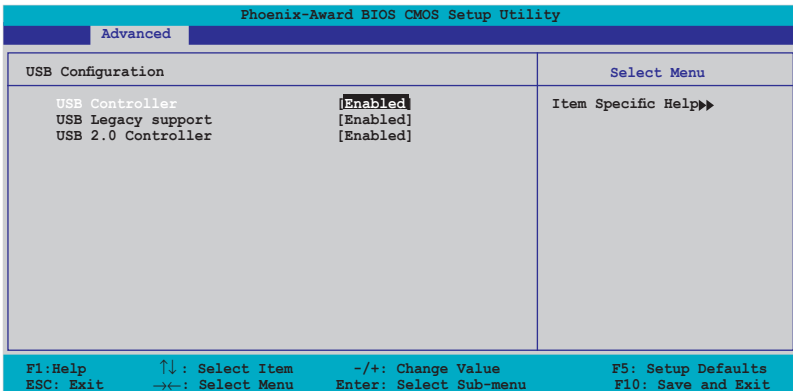 Phoenix-Award BIOS CMOS Setup Utility
Advanced
USB Configuration
Select Menu
USB Controller [Enabled]
USB Legacy support [Enabled]
USB 2.0 Controller [Enabled]
Item Specific Help▶▶
F1:Help ↑↓: Select Item -/+: Change Value F5: Setup Defaults
ESC: Exit →←: Select Menu Enter: Select Sub-menu F10: Save and Exit